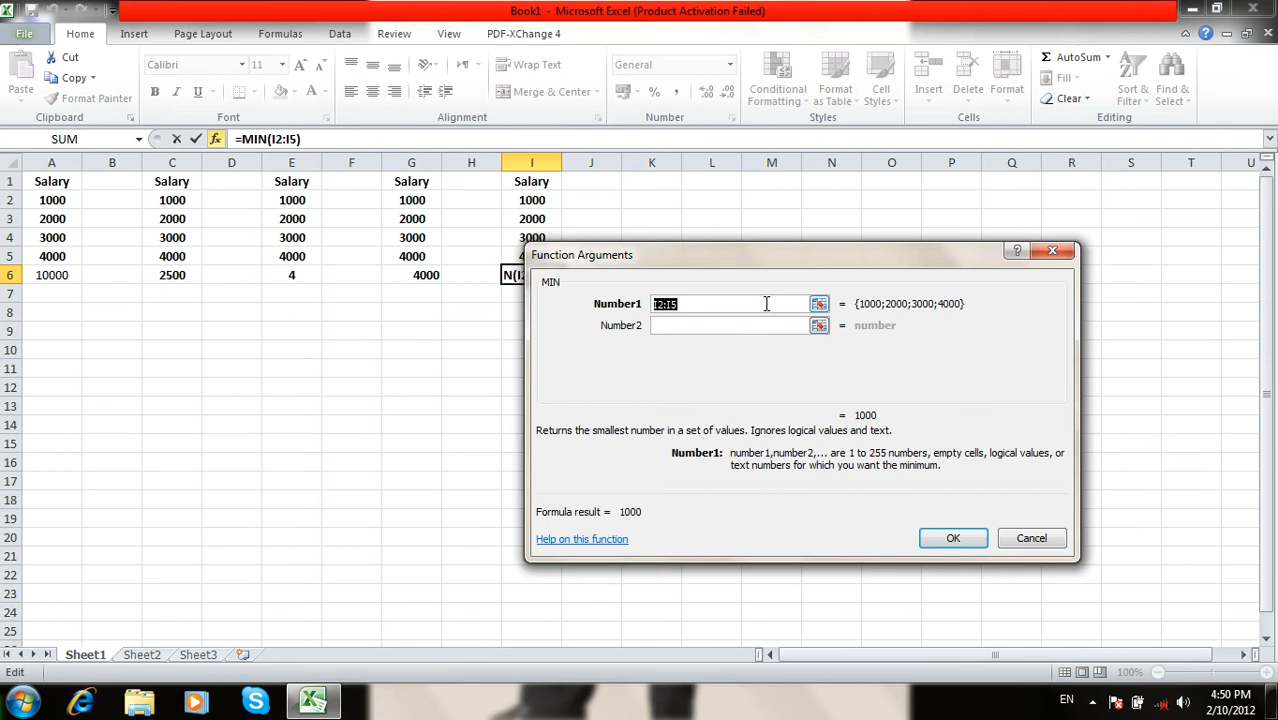 Book1 - Microsoft Excel (Product Activation Failed)
File Home Insert Page Layout Formulas Data Review View PDF-XChange 4
Paste
Cut
Copy
Format Painter
Calibri 11
B I U A
Wrap Text
Merge & Center
General
% ,
Conditional Formatting
Format as Table
Cell Styles
Insert Delete Format
Σ AutoSum
Fill
Clear
Sort & Filter
Find & Select
Clipboard Font Alignment Number Styles Cells Editing
SUM fx =MIN(I2:I5)
A B C D E F G H I J K L M N O P Q R S T U
1 Salary Salary Salary Salary Salary
2 1000 1000 1000 1000 1000
3 2000 2000 2000 2000 2000
4 3000 3000 3000 3000 3000
5 4000 4000 4000 4000
6 10000 2500 4 4000 N(I2
7
8
9
10
11
12
13
14
15
16
17
18
19
20
21
22
23
24
25
Function Arguments
MIN
Number1 I2:I5 = {1000;2000;3000;4000}
Number2 = number
= 1000
Returns the smallest number in a set of values. Ignores logical values and text.
Number1: number1,number2,... are 1 to 255 numbers, empty cells, logical values, or
text numbers for which you want the minimum.
Formula result = 1000
Help on this function
OK Cancel
Sheet1 Sheet2 Sheet3
Edit 100%
EN
4:50 PM
2/10/2012